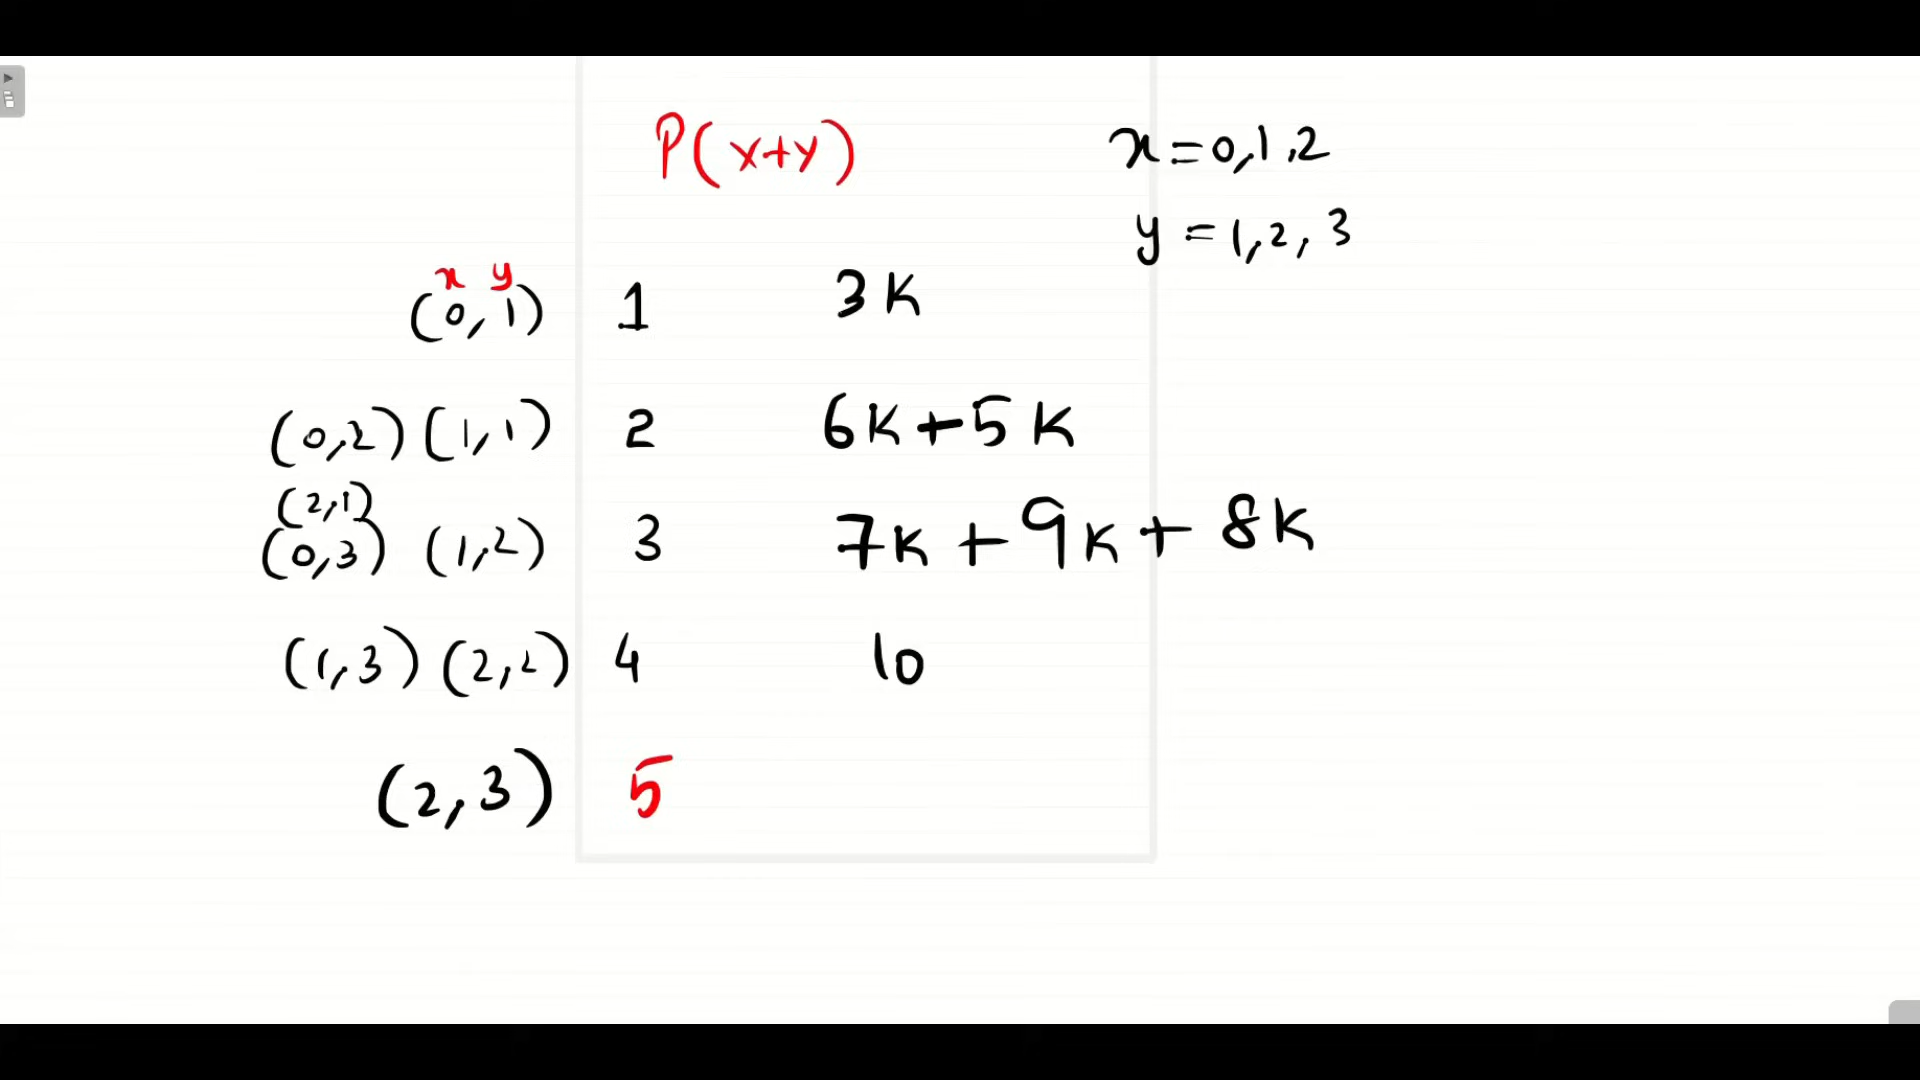 P(x+y)
x=0,1,2
y=1,2,3
x y
(0,1) 1 3K
(0,2) (1,1) 2 6K+5K
(2,1)
(0,3) (1,2) 3 7K+9K+8K
(1,3) (2,2) 4 10
(2,3) 5